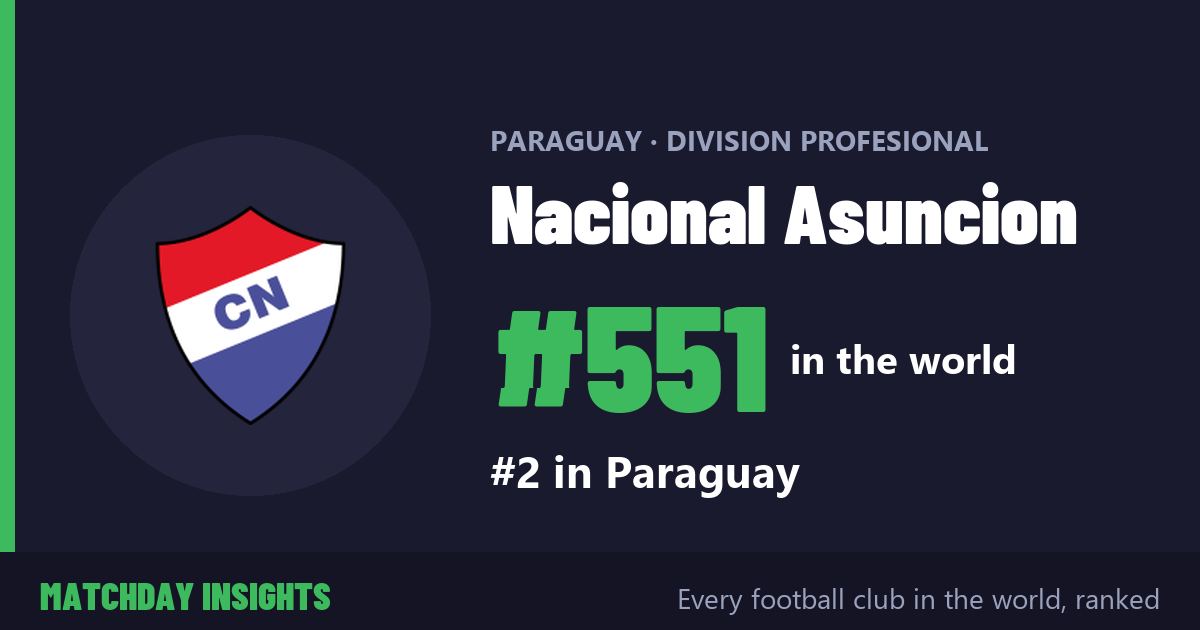 PARAGUAY · DIVISION PROFESIONAL
Nacional Asuncion
CN
#551 in the world
#2 in Paraguay
MATCHDAY INSIGHTS
Every football club in the world, ranked